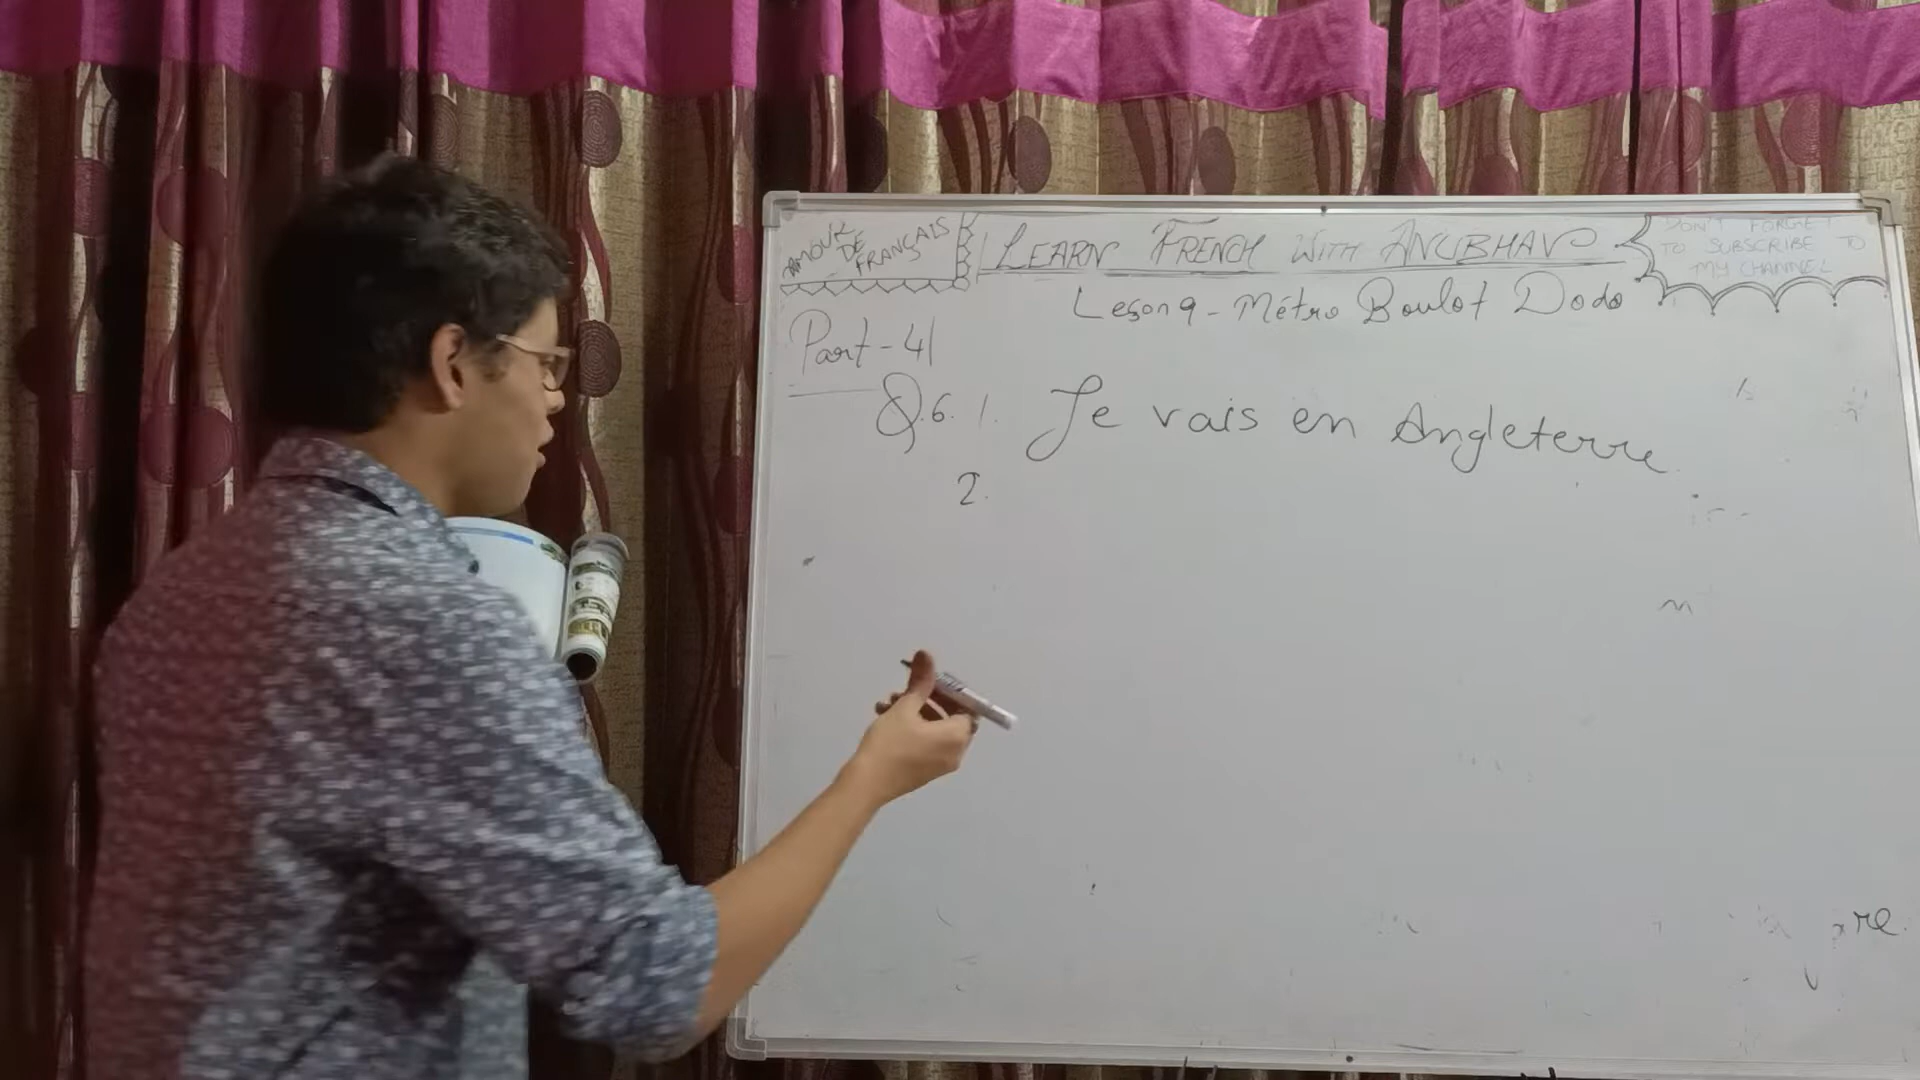 AMOUR
DE
FRANÇAIS
LEARN FRENCH WITH ANUBHAV
DON'T FORGET
TO SUBSCRIBE TO
MY CHANNEL
Leçon 9 - Métro Boulot Dodo
Part - 41
Q.6. 1. Je vais en Angleterre
2.
re